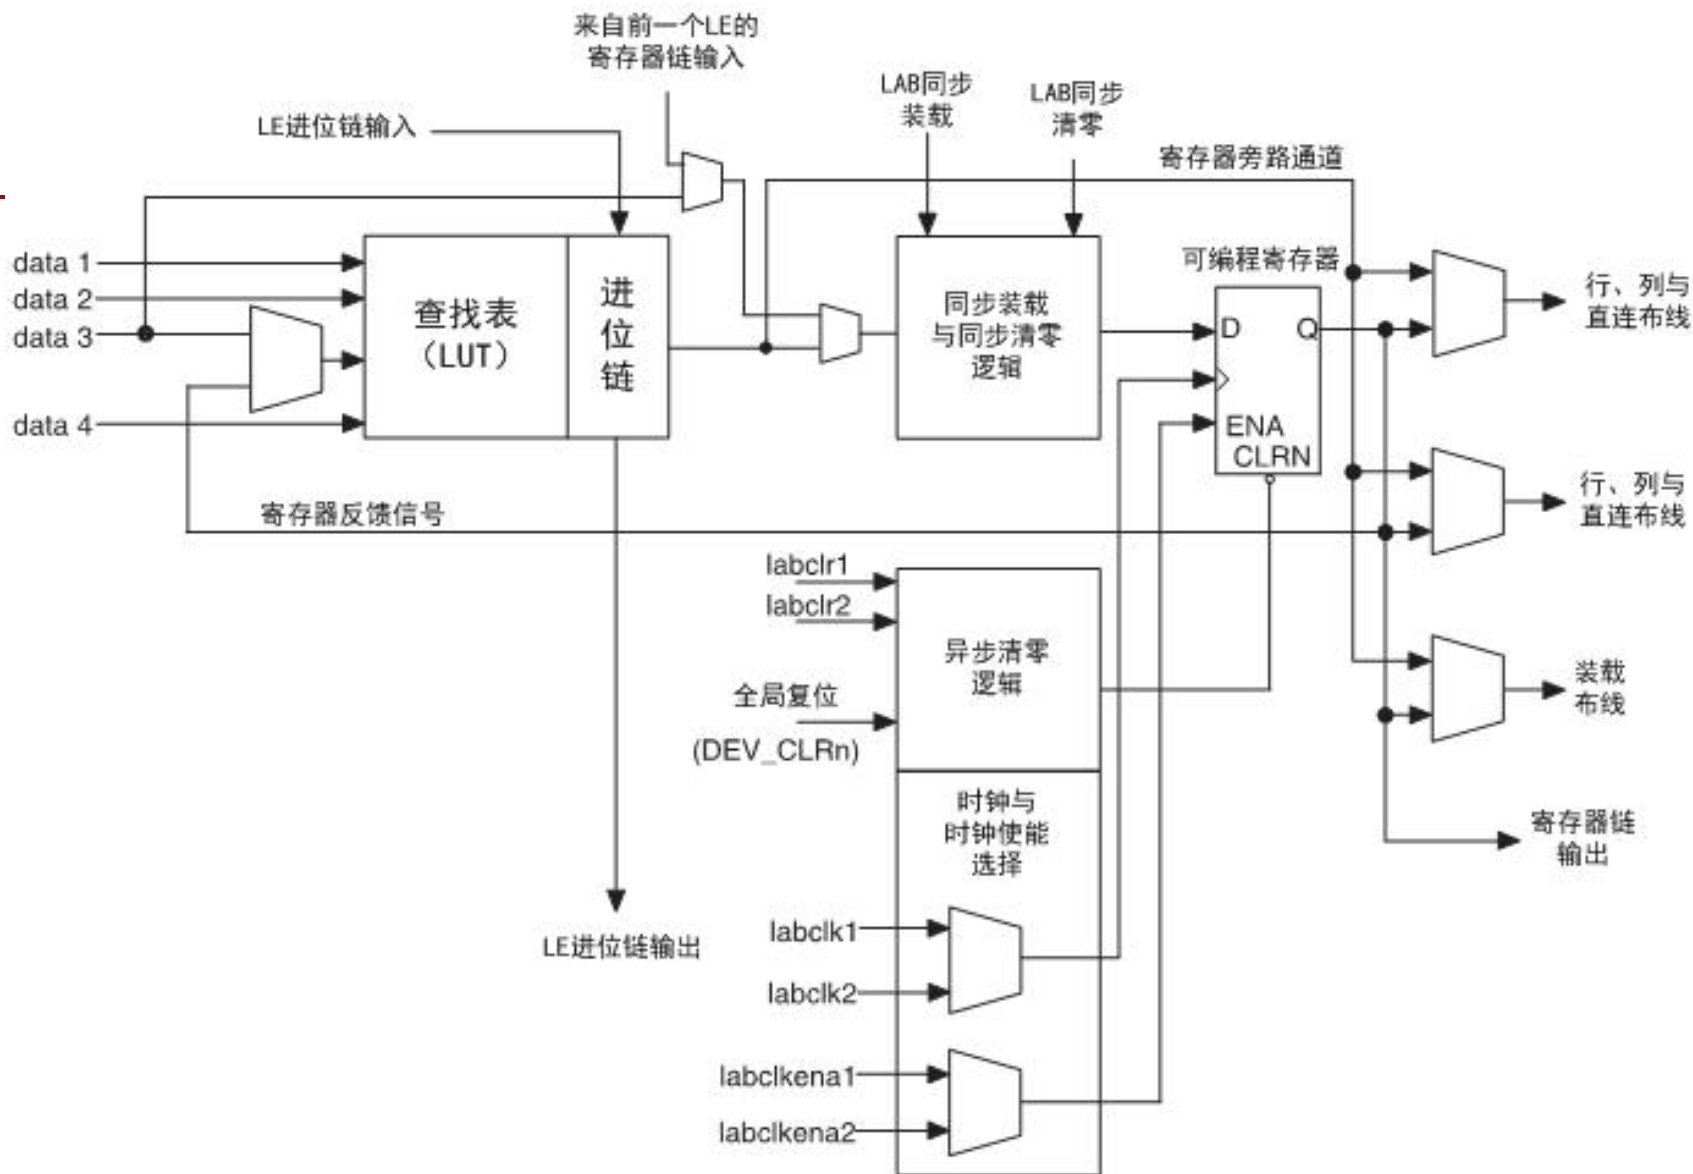 来自前一个LE的
寄存器链输入
LE进位链输入
LAB同步
装载
LAB同步
清零
寄存器旁路通道
data 1
data 2
data 3
data 4
查找表
（LUT）
进
位
链
同步装载
与同步清零
逻辑
可编程寄存器
D
Q
ENA
CLRN
行、列与
直连布线
行、列与
直连布线
寄存器反馈信号
labclr1
labclr2
异步清零
逻辑
全局复位
(DEV_CLRn)
装载
布线
时钟与
时钟使能
选择
寄存器链
输出
LE进位链输出
labclk1
labclk2
labclkena1
labclkena2